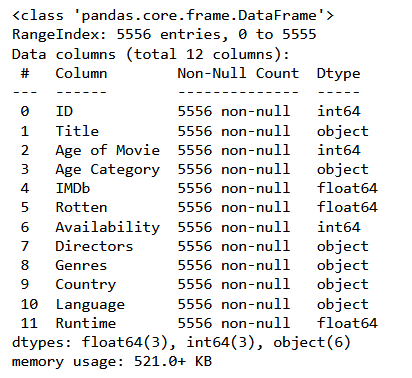 <class 'pandas.core.frame.DataFrame'>
RangeIndex: 5556 entries, 0 to 5555
Data columns (total 12 columns):
 #   Column          Non-Null Count  Dtype
---  ------          --------------  -----
 0   ID              5556 non-null   int64
 1   Title           5556 non-null   object
 2   Age of Movie    5556 non-null   int64
 3   Age Category    5556 non-null   object
 4   IMDb            5556 non-null   float64
 5   Rotten          5556 non-null   float64
 6   Availability    5556 non-null   int64
 7   Directors       5556 non-null   object
 8   Genres          5556 non-null   object
 9   Country         5556 non-null   object
 10  Language        5556 non-null   object
 11  Runtime         5556 non-null   float64
dtypes: float64(3), int64(3), object(6)
memory usage: 521.0+ KB